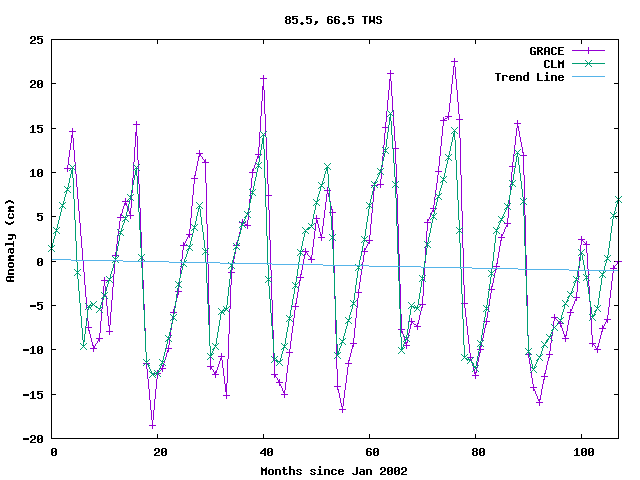 85.5, 66.5 TWS
GRACE
CLM
Trend Line
Anomaly (cm)
25
20
15
10
5
0
-5
-10
-15
-20
0 20 40 60 80 100
Months since Jan 2002